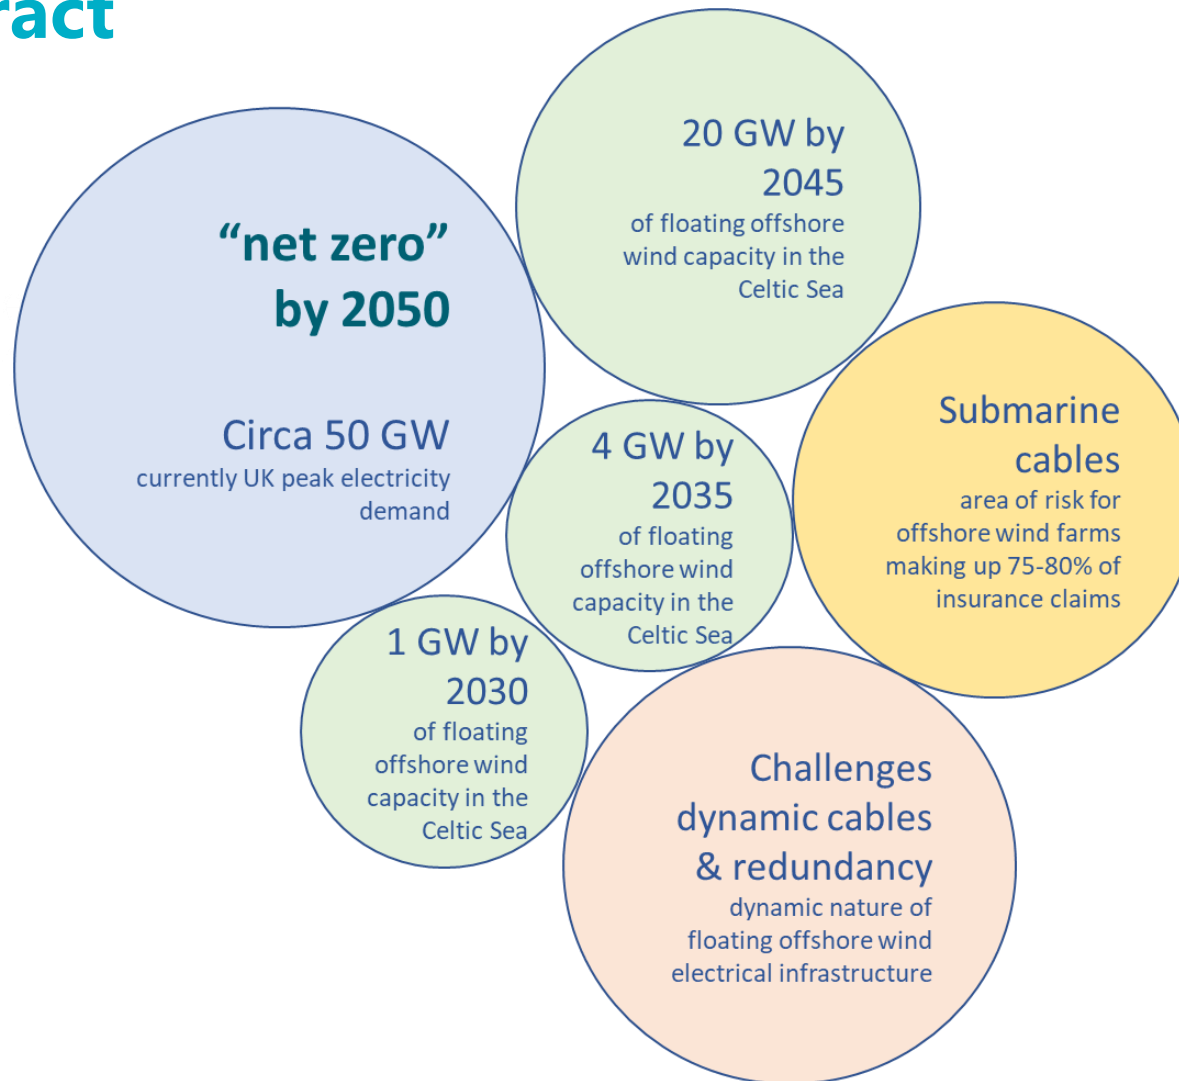 ract
“net zero”
by 2050
Circa 50 GW
currently UK peak electricity
demand
20 GW by
2045
of floating offshore
wind capacity in the
Celtic Sea
4 GW by
2035
of floating
offshore wind
capacity in the
Celtic Sea
Submarine
cables
area of risk for
offshore wind farms
making up 75-80% of
insurance claims
1 GW by
2030
of floating
offshore wind
capacity in the
Celtic Sea
Challenges
dynamic cables
& redundancy
dynamic nature of
floating offshore wind
electrical infrastructure